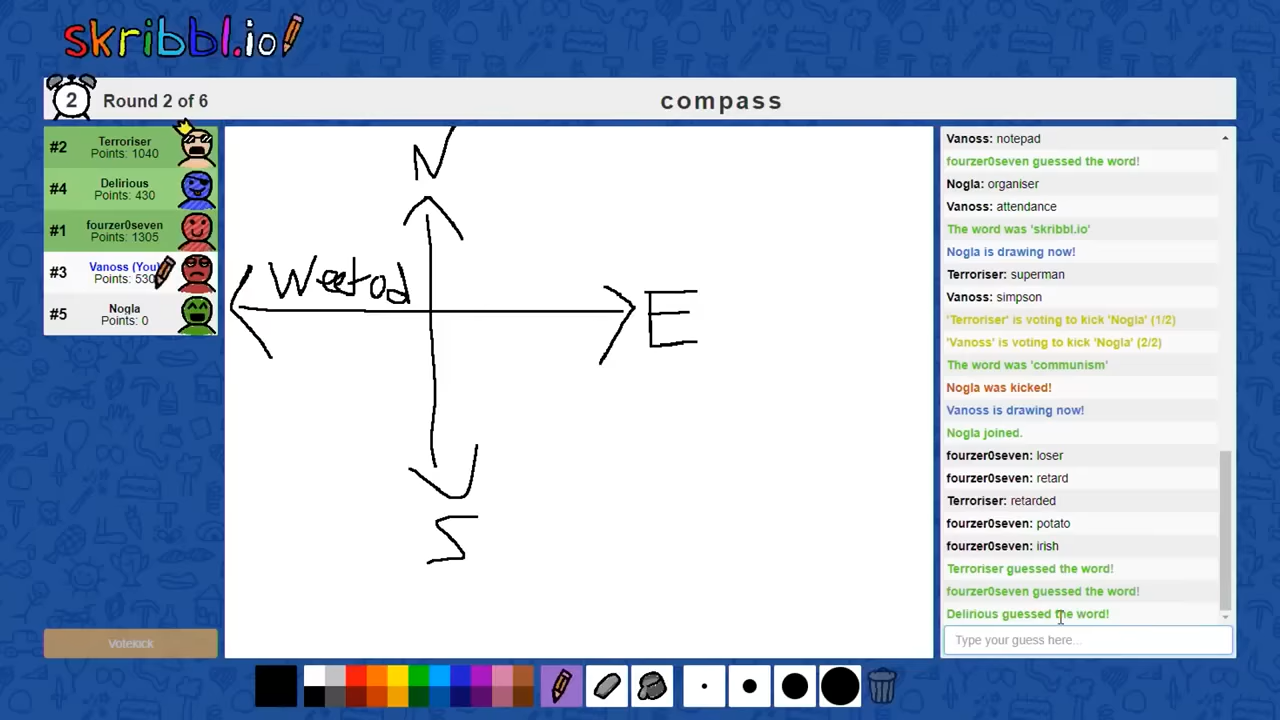 skribbl.io
2 Round 2 of 6
compass
#2 Terroriser
Points: 1040
#4 Delirious
Points: 430
#1 fourzer0seven
Points: 1305
#3 Vanoss (You)
Points: 530
#5 Nogla
Points: 0
Votekick
N
Weetod
E
S
Vanoss: notepad
fourzer0seven guessed the word!
Nogla: organiser
Vanoss: attendance
The word was 'skribbl.io'
Nogla is drawing now!
Terroriser: superman
Vanoss: simpson
'Terroriser' is voting to kick 'Nogla' (1/2)
'Vanoss' is voting to kick 'Nogla' (2/2)
The word was 'communism'
Nogla was kicked!
Vanoss is drawing now!
Nogla joined.
fourzer0seven: loser
fourzer0seven: retard
Terroriser: retarded
fourzer0seven: potato
fourzer0seven: irish
Terroriser guessed the word!
fourzer0seven guessed the word!
Delirious guessed the word!
Type your guess here...